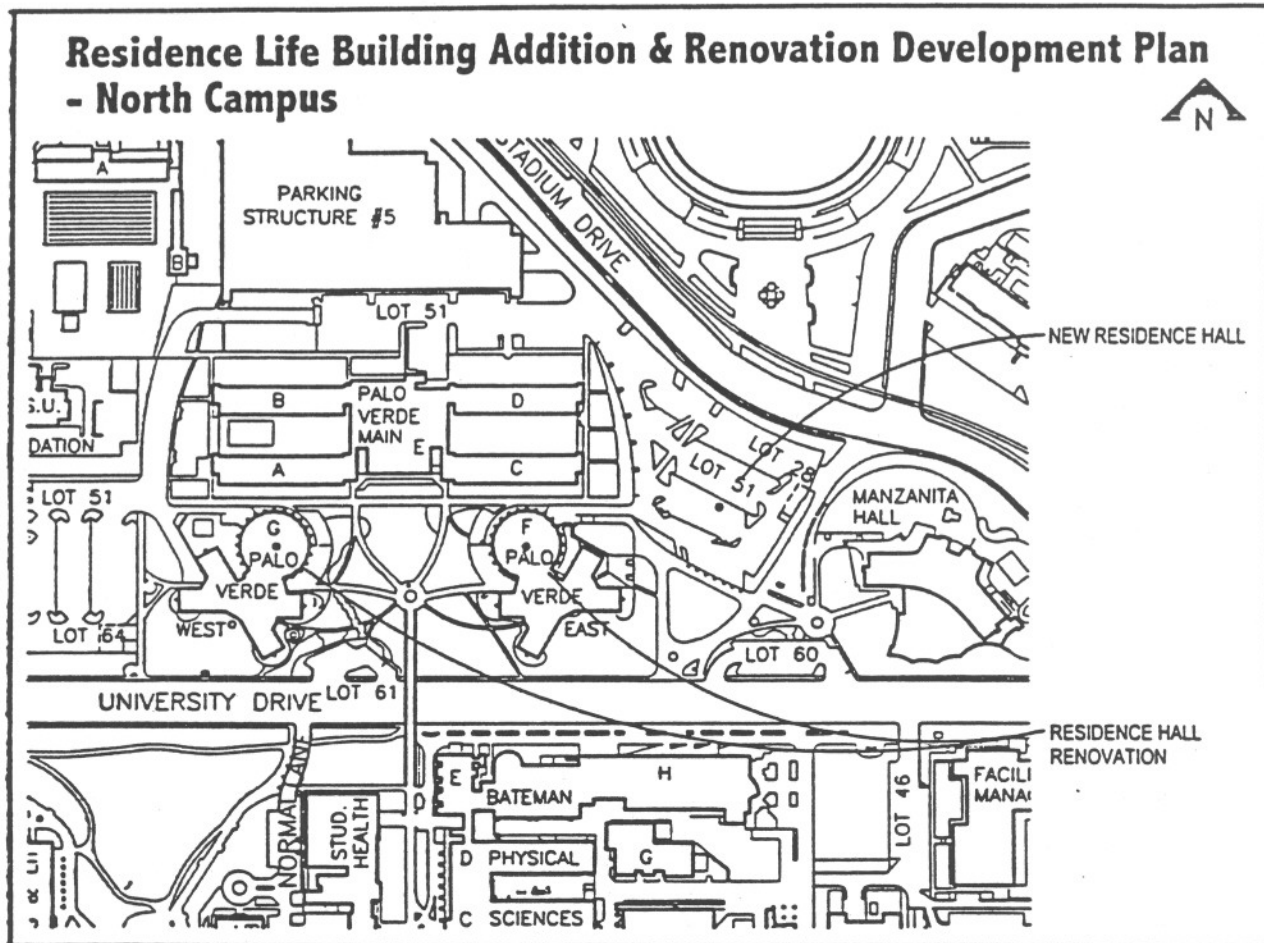 Residence Life Building Addition & Renovation Development Plan
- North Campus
N
A
PARKING
STRUCTURE #5
STADIUM DRIVE
B
LOT 51
NEW RESIDENCE HALL
S.U.
DATION
B
PALO
VERDE
MAIN
D
E
A
C
LOT 28
LOT 51
LOT 51
MANZANITA
HALL
G
PALO
VERDE
WEST
F
PALO
VERDE
EAST
LOT 64
LOT 60
LOT 61
UNIVERSITY DRIVE
RESIDENCE HALL
RENOVATION
E
BATEMAN
H
FACILI
MANAG
LOT 46
NORMAL
STUD.
HEALTH
D PHYSICAL
G
C SCIENCES